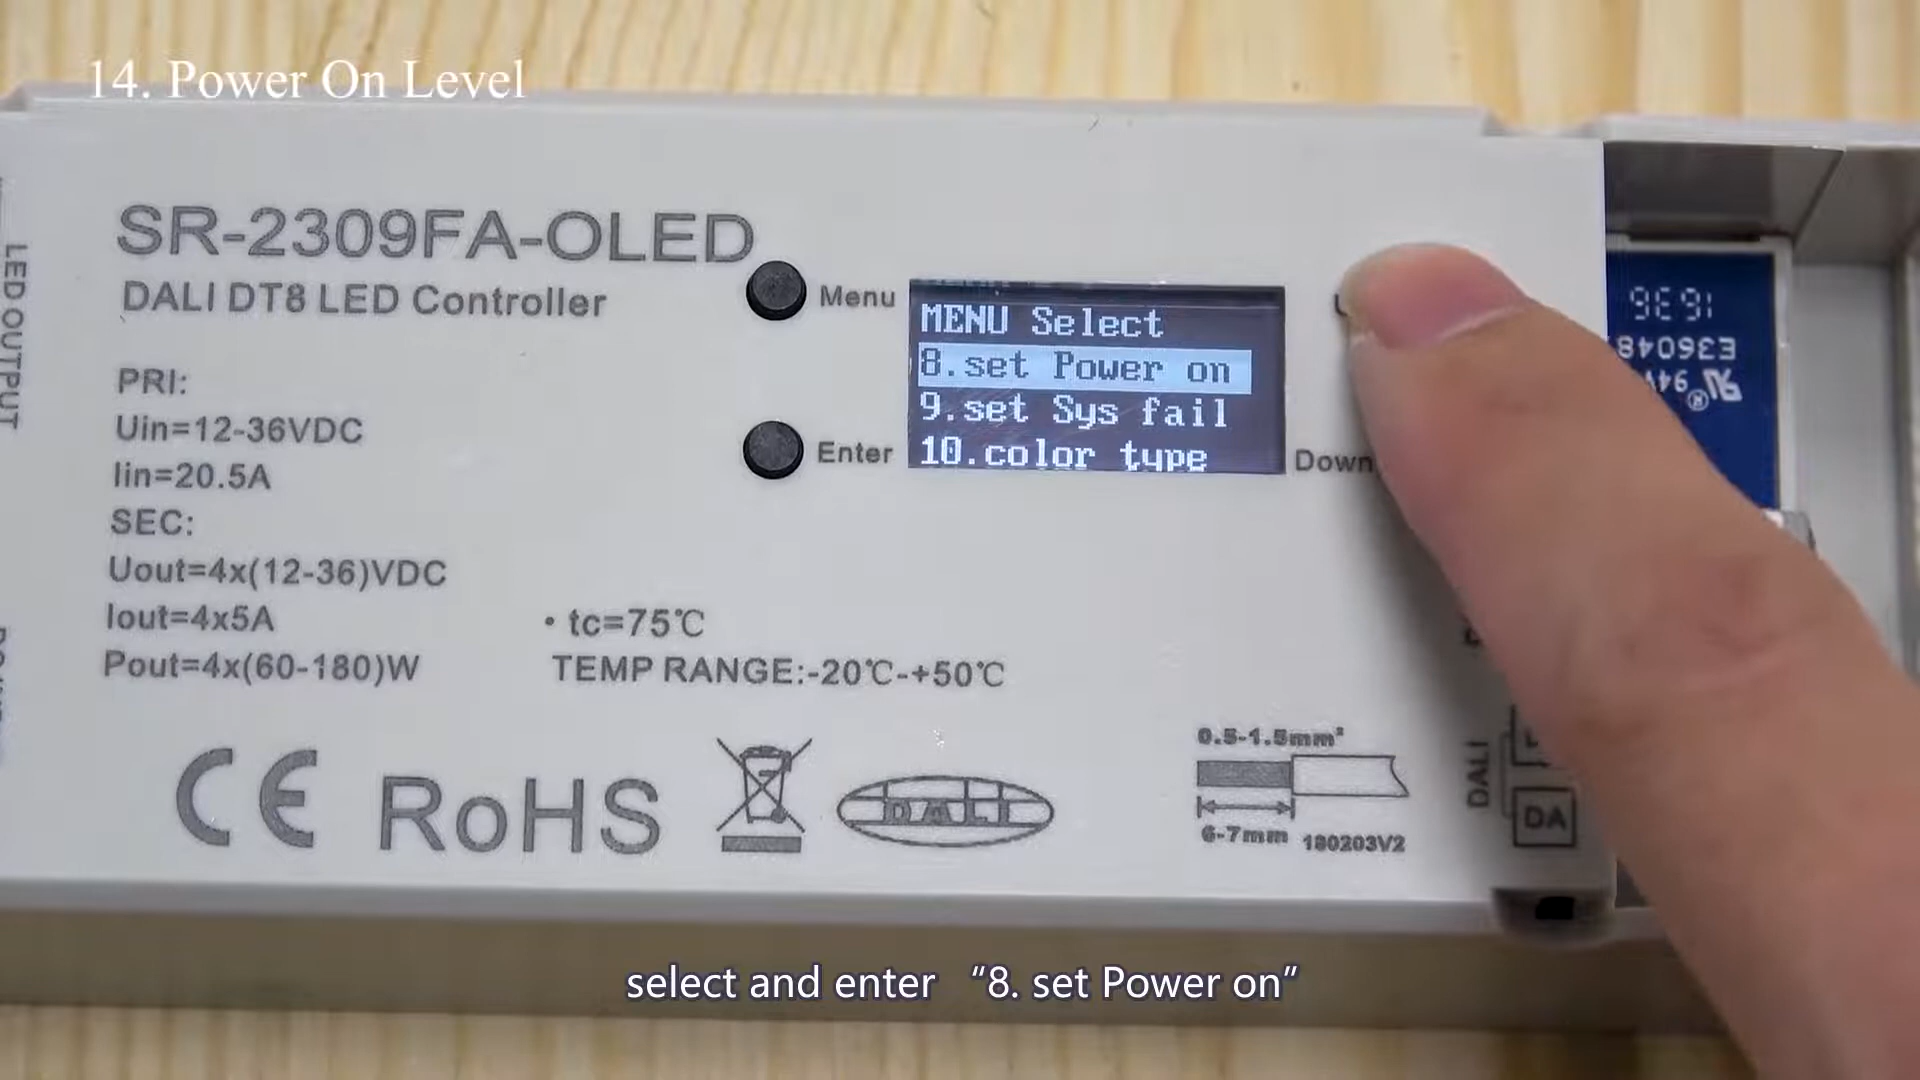 14. Power On Level
SR-2309FA-OLED
DALI DT8 LED Controller
LED OUTPUT
PRI:
Uin=12-36VDC
Iin=20.5A
SEC:
Uout=4x(12-36)VDC
Iout=4x5A
Pout=4x(60-180)W
• tc=75℃
TEMP RANGE:-20℃-+50℃
Menu
Enter
MENU Select
8.set Power on
9.set Sys fail
10.color type
Down
1636
E36048
CE RoHS
DALI
0.5-1.5mm²
6-7mm
180203V2
DALI
DA
select and enter “8. set Power on”